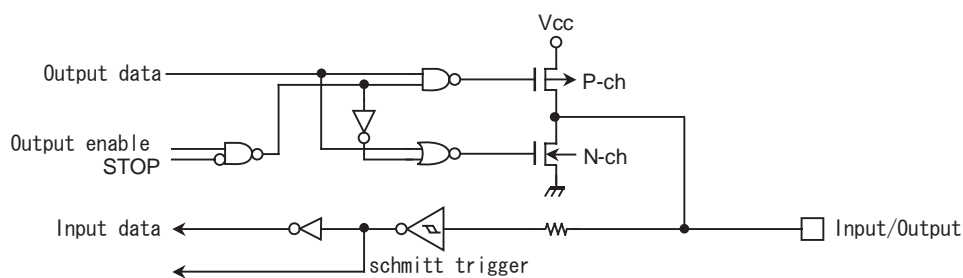 Vcc
Output data
P-ch
Output enable
STOP
N-ch
Input data
Input/Output
schmitt trigger